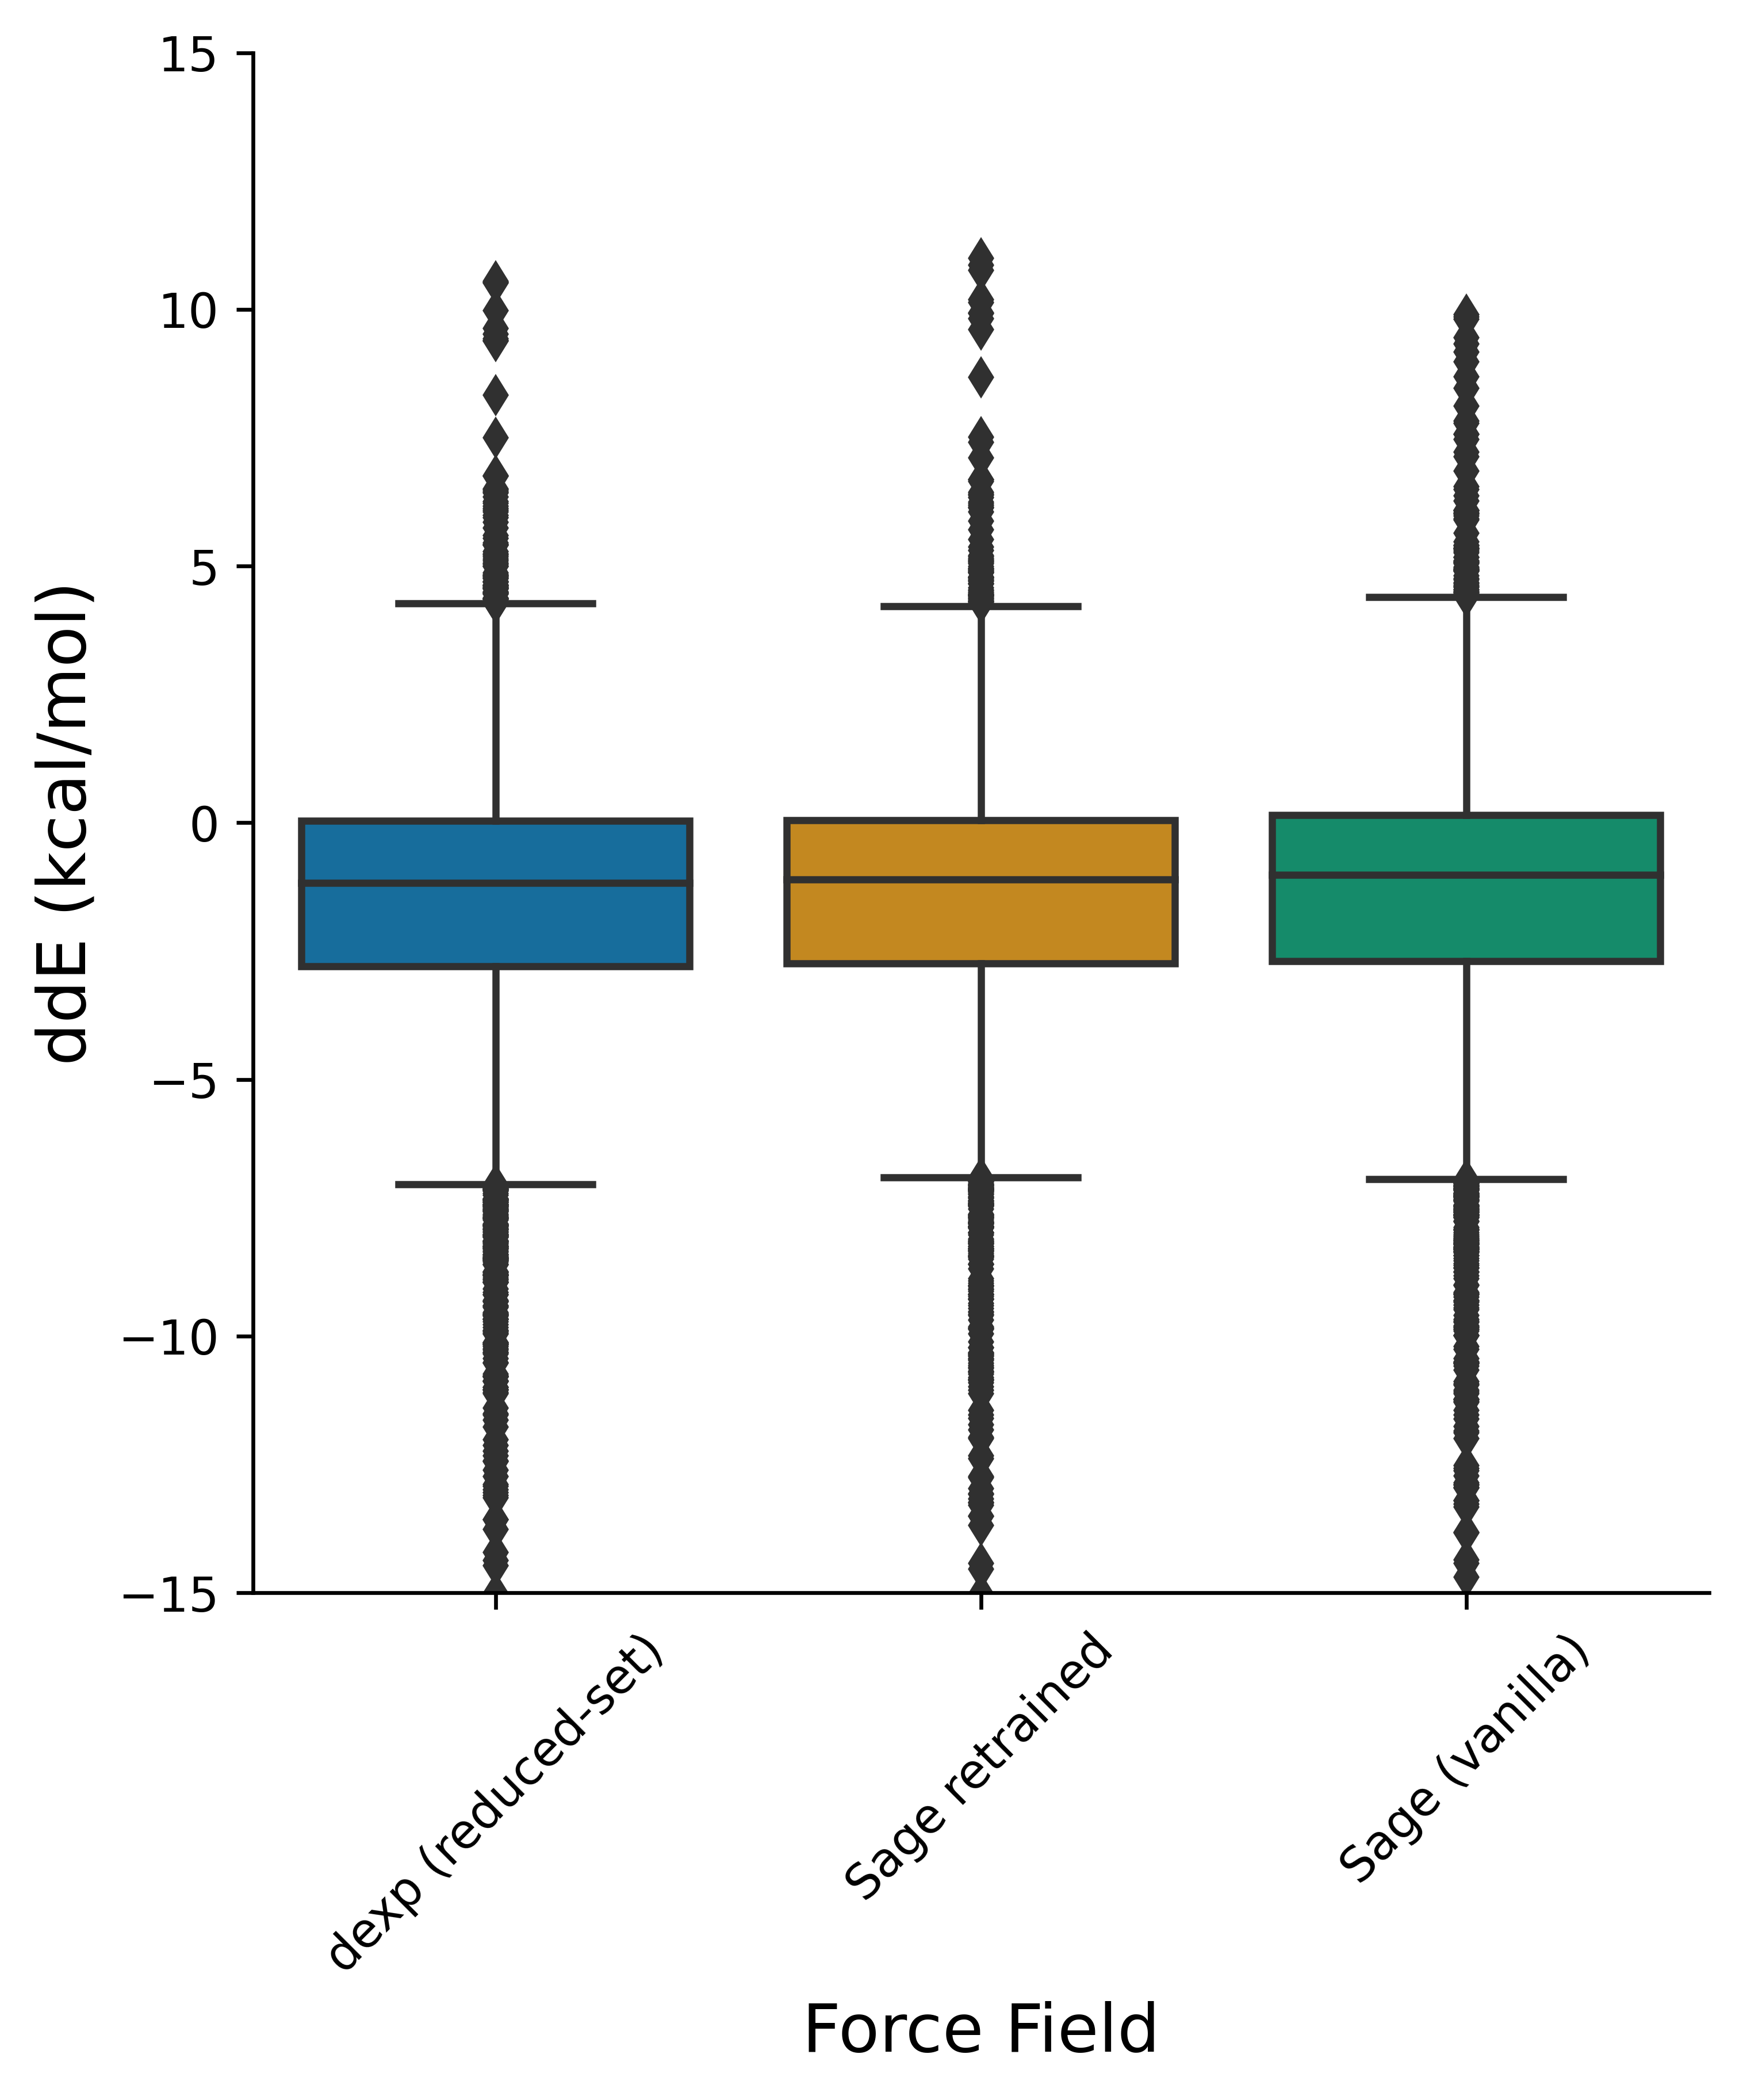 15
10
5
0
−5
−10
−15
ddE (kcal/mol)
dexp (reduced-set)
Sage retrained
Sage (vanilla)
Force Field